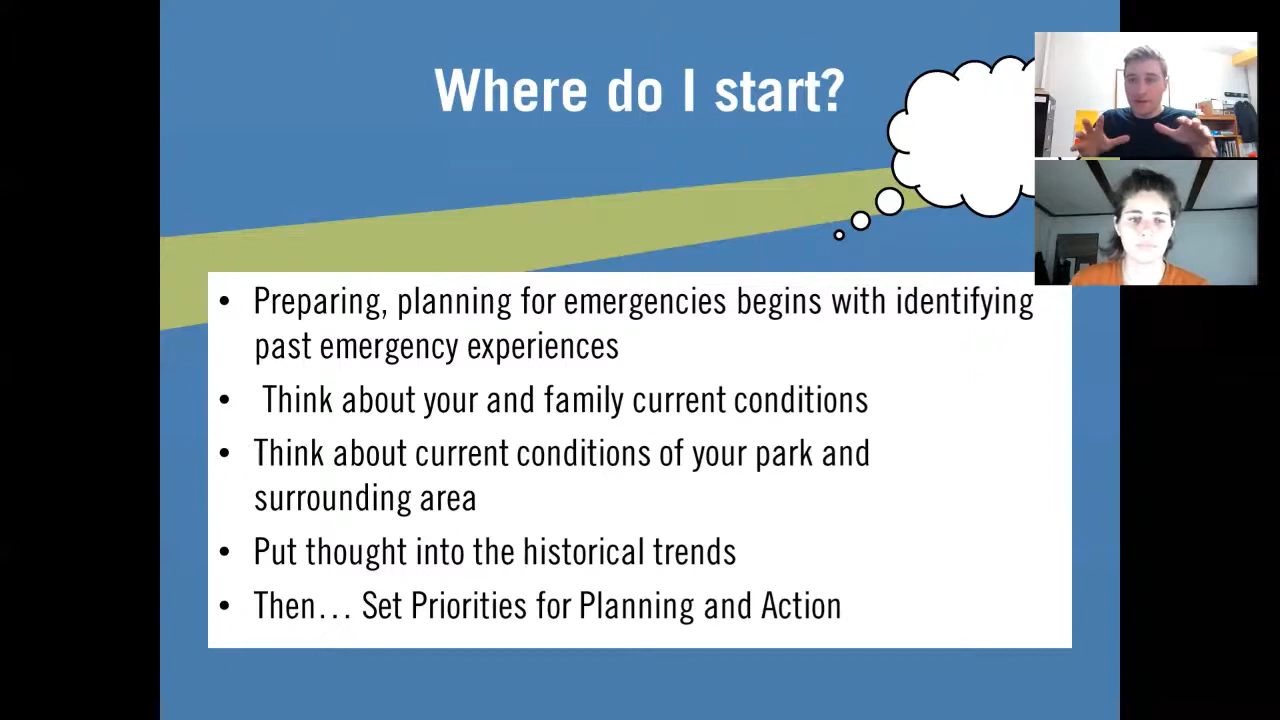 Where do I start?
• Preparing, planning for emergencies begins with identifying
past emergency experiences
• Think about your and family current conditions
• Think about current conditions of your park and
surrounding area
• Put thought into the historical trends
• Then… Set Priorities for Planning and Action